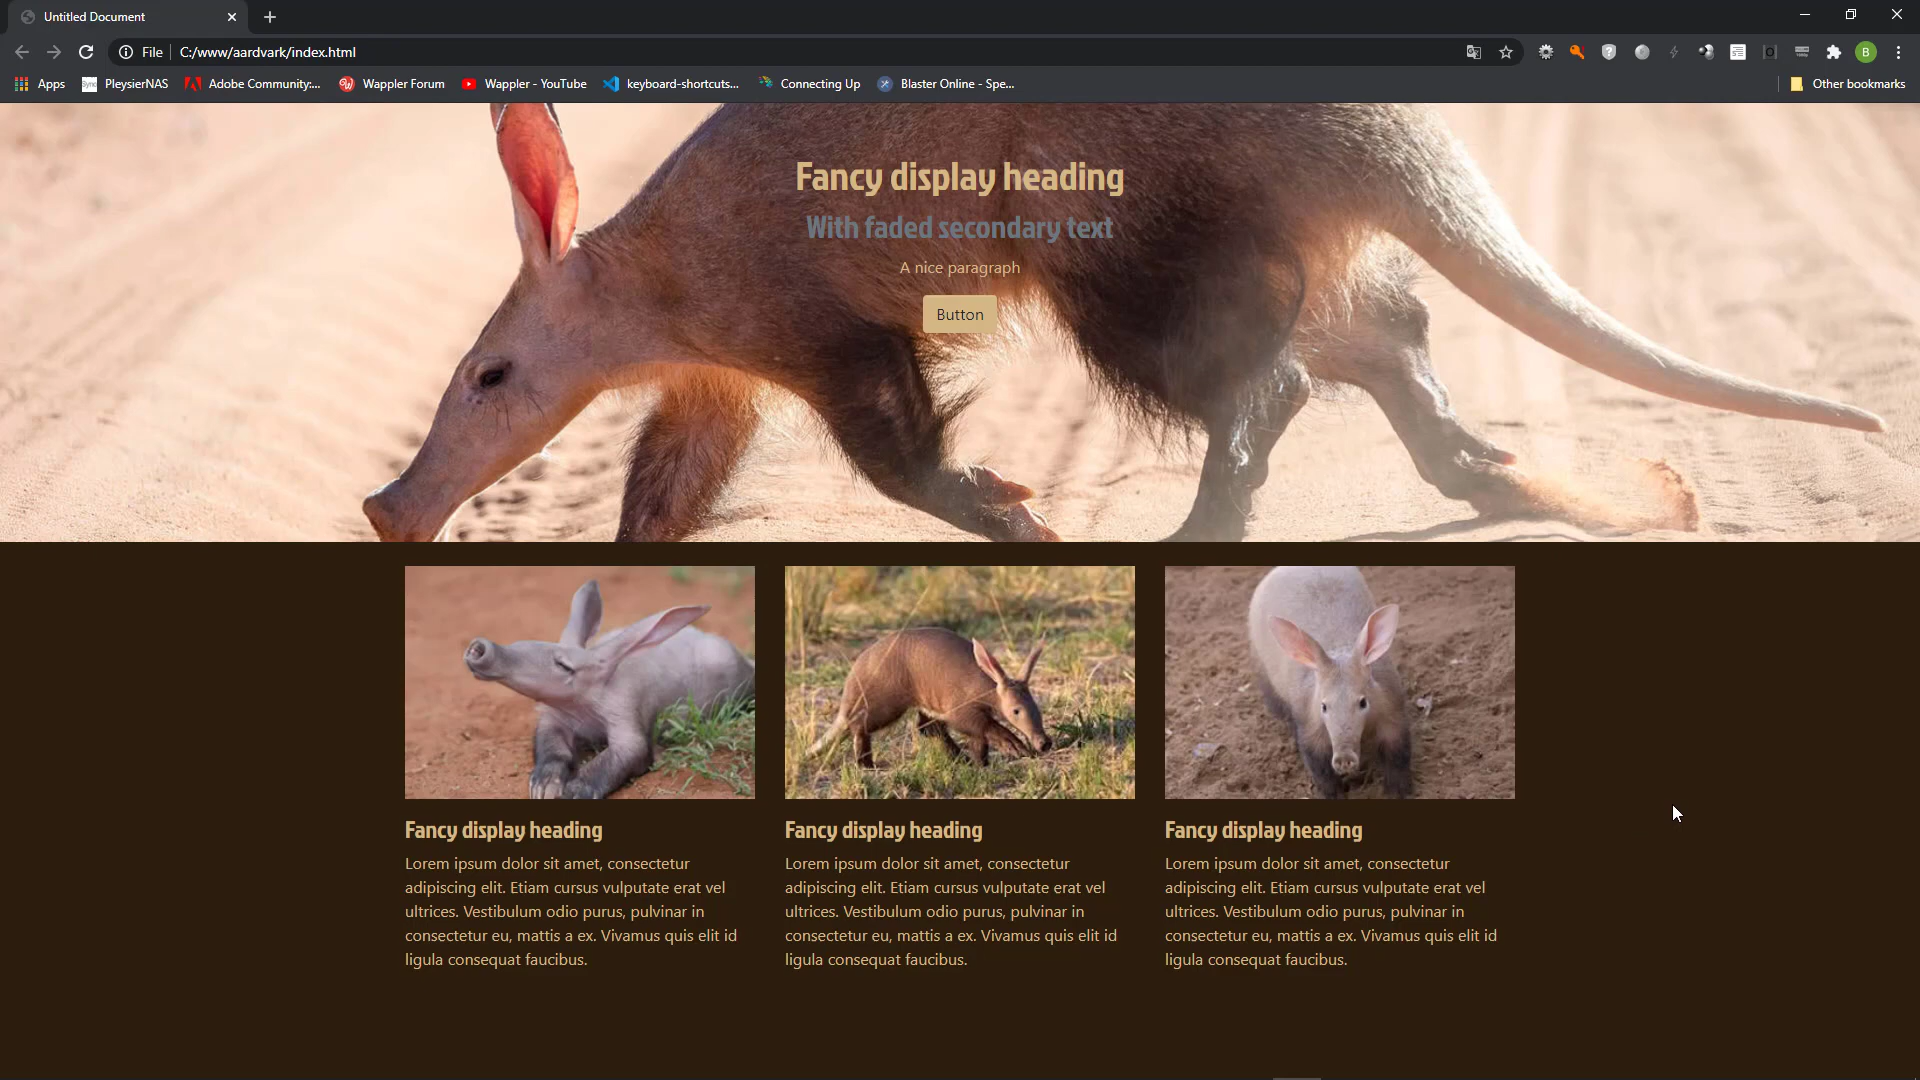 Untitled Document
File
C:/www/aardvark/index.html
B
Apps
PleysierNAS
Adobe Community:...
Wappler Forum
Wappler - YouTube
keyboard-shortcuts...
Connecting Up
Blaster Online - Spe...
Other bookmarks
Fancy display heading
With faded secondary text
A nice paragraph
Button
Fancy display heading
Lorem ipsum dolor sit amet, consectetur
adipiscing elit. Etiam cursus vulputate erat vel
ultrices. Vestibulum odio purus, pulvinar in
consectetur eu, mattis a ex. Vivamus quis elit id
ligula consequat faucibus.
Fancy display heading
Lorem ipsum dolor sit amet, consectetur
adipiscing elit. Etiam cursus vulputate erat vel
ultrices. Vestibulum odio purus, pulvinar in
consectetur eu, mattis a ex. Vivamus quis elit id
ligula consequat faucibus.
Fancy display heading
Lorem ipsum dolor sit amet, consectetur
adipiscing elit. Etiam cursus vulputate erat vel
ultrices. Vestibulum odio purus, pulvinar in
consectetur eu, mattis a ex. Vivamus quis elit id
ligula consequat faucibus.